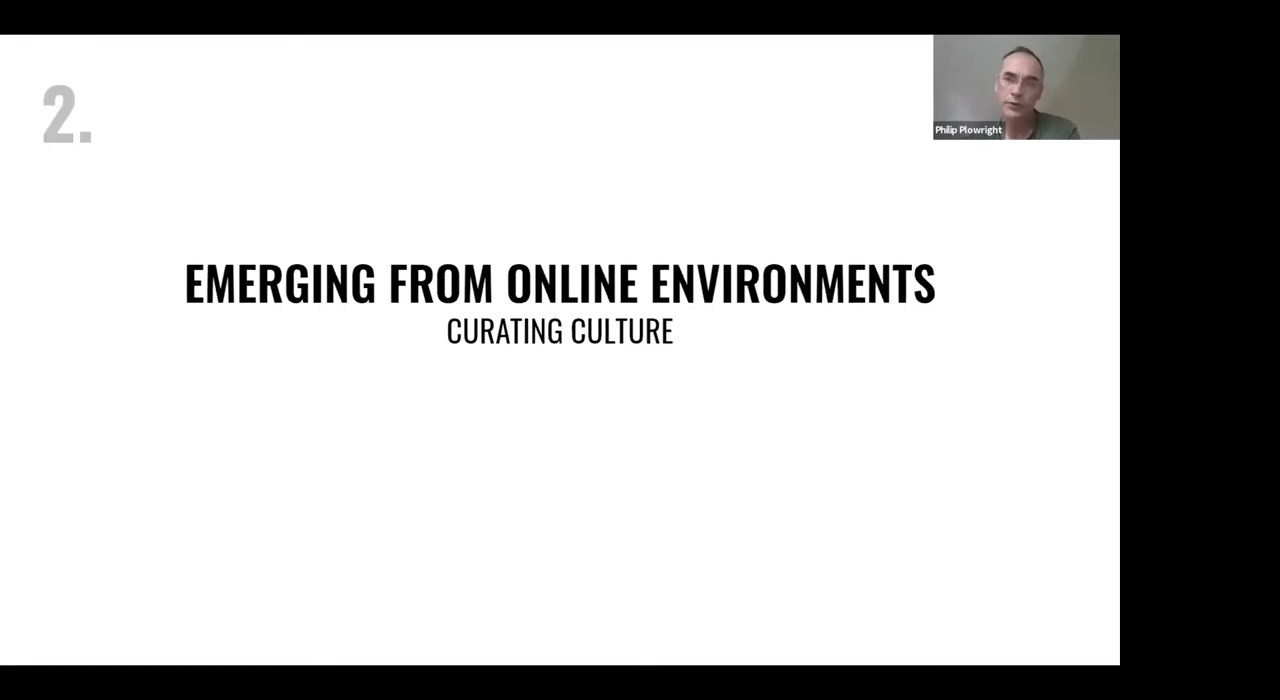 2.
Philip Plowright
EMERGING FROM ONLINE ENVIRONMENTS
CURATING CULTURE